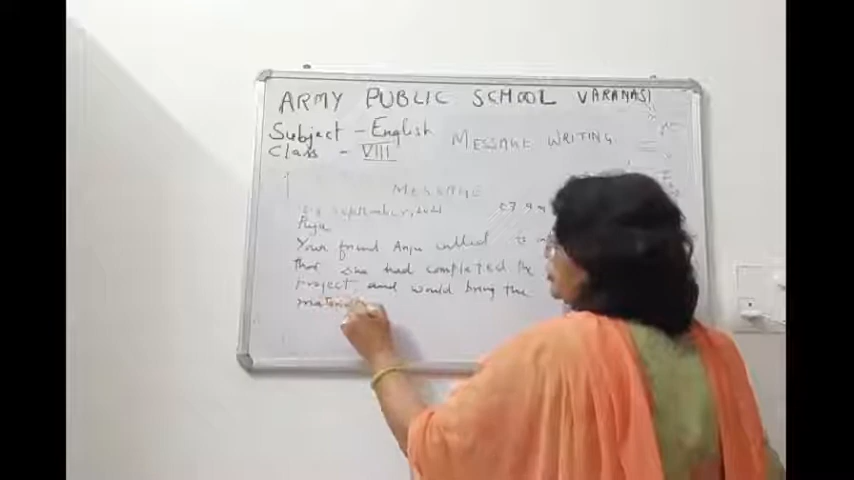 ARMY PUBLIC SCHOOL VARANASI
Subject - English
MESSAGE WRITING
Class - VIII
MESSAGE
September,
Puja
Your friend Anju called
that she had completed the
project and would bring the